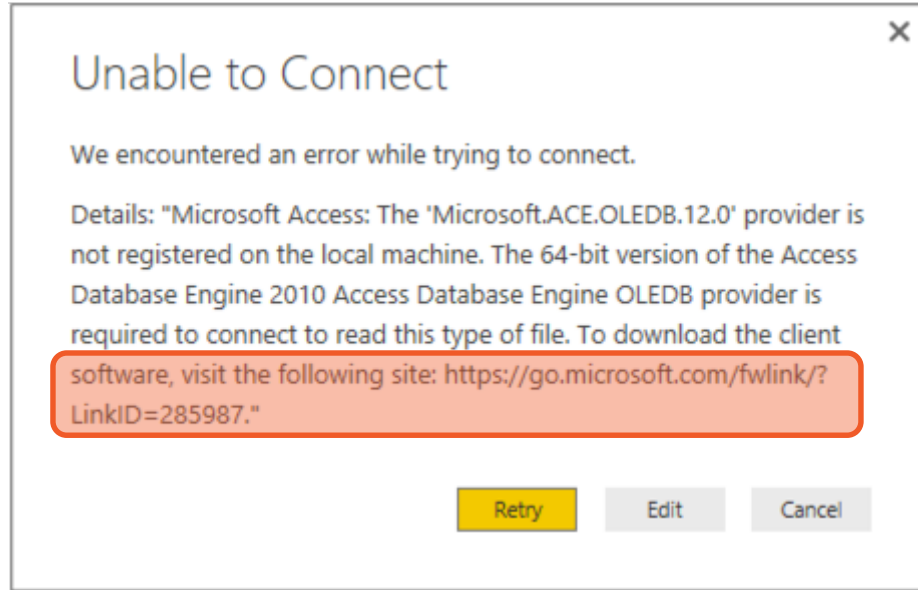 Unable to Connect
We encountered an error while trying to connect.
Details: "Microsoft Access: The 'Microsoft.ACE.OLEDB.12.0' provider is
not registered on the local machine. The 64-bit version of the Access
Database Engine 2010 Access Database Engine OLEDB provider is
required to connect to read this type of file. To download the client
software, visit the following site: https://go.microsoft.com/fwlink/?
LinkID=285987."
Retry Edit Cancel